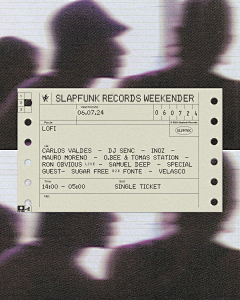 SLAPFUNK RECORDS WEEKENDER
06.07.24
060724
LOFI
CARLOS VALDES - DJ SENC - INOZ -
MAURO MORENO - O.BEE & TOMAS STATION -
RON OBVIOUS LIVE - SAMUEL DEEP - SPECIAL
GUEST- SUGAR FREE B2B FONTE - VELASCO
14:00 - 05:00
SINGLE TICKET